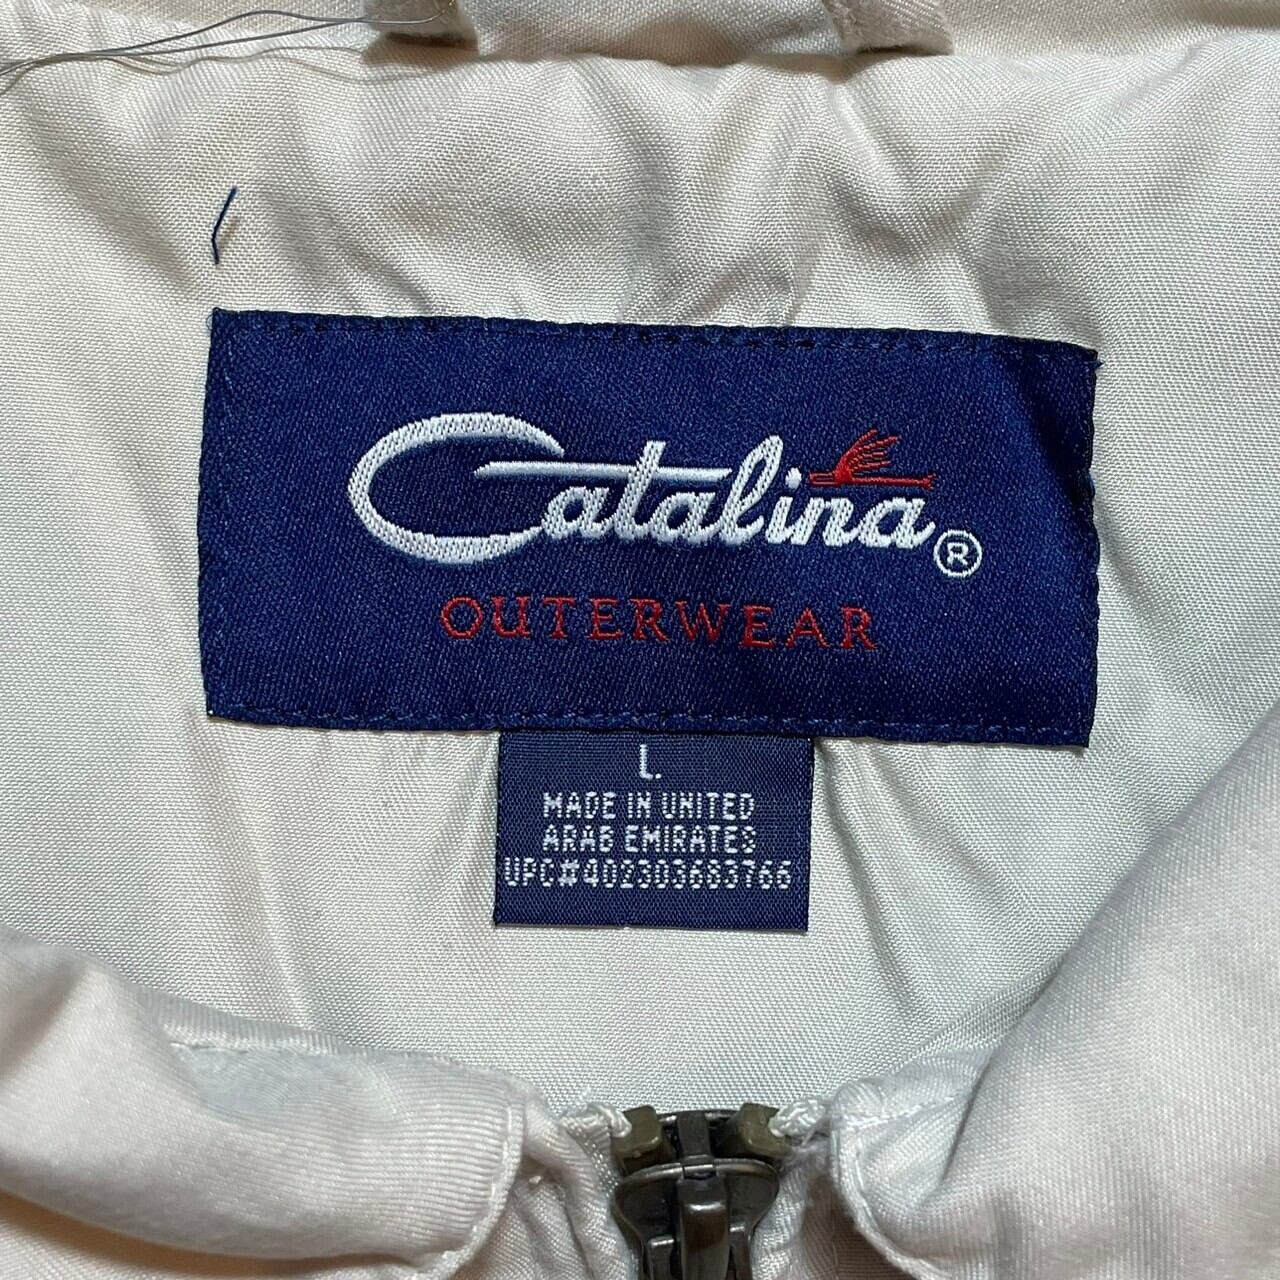 Catalina®
OUTERWEAR
L
MADE IN UNITED
ARAB EMIRATES
UPC#402303683766